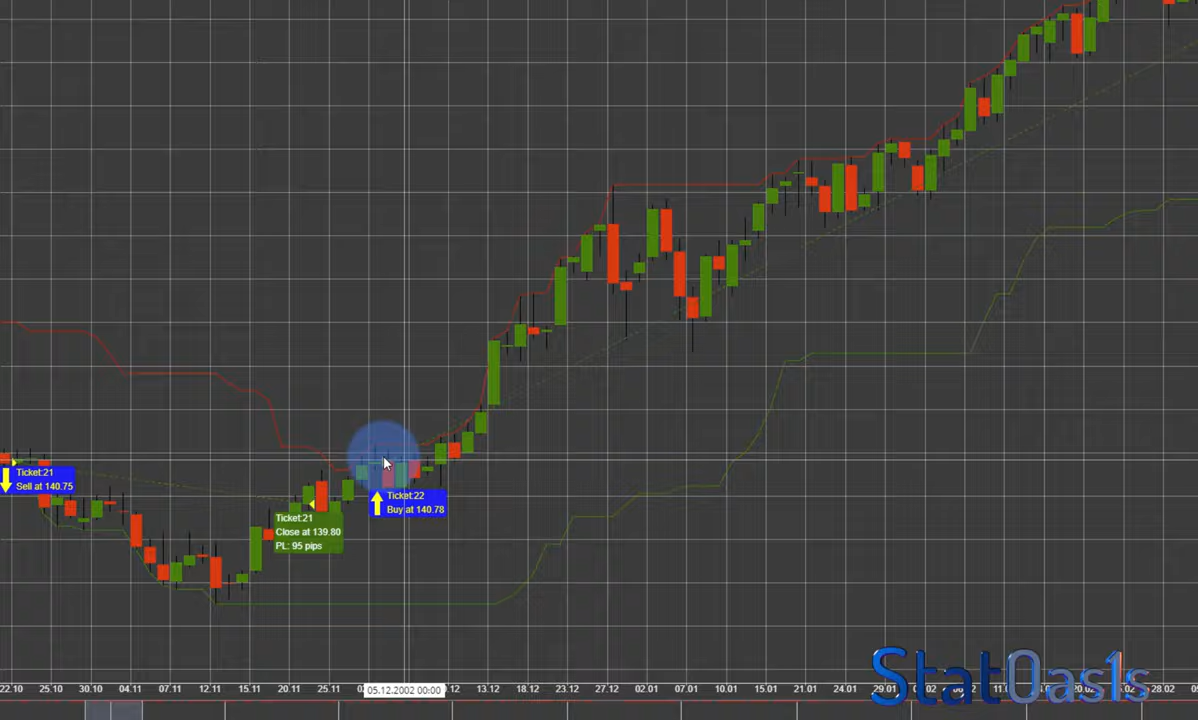 Ticket:21
Sell at 140.75
Ticket:22
Buy at 140.78
Ticket:21
Close at 139.80
PL: 95 pips
StatOasis
22.10 25.10 30.10 04.11 07.11 12.11 15.11 20.11 25.11 05.12.2002 00:00 13.12 18.12 23.12 27.12 02.01 07.01 10.01 15.01 21.01 24.01 29.01 28.02